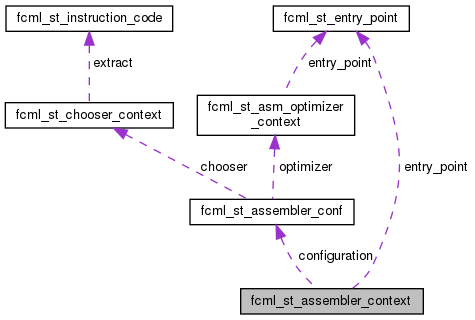 fcml_st_instruction_code
fcml_st_entry_point
extract
entry_point
fcml_st_chooser_context
fcml_st_asm_optimizer
_context
chooser
optimizer
entry_point
fcml_st_assembler_conf
configuration
fcml_st_assembler_context